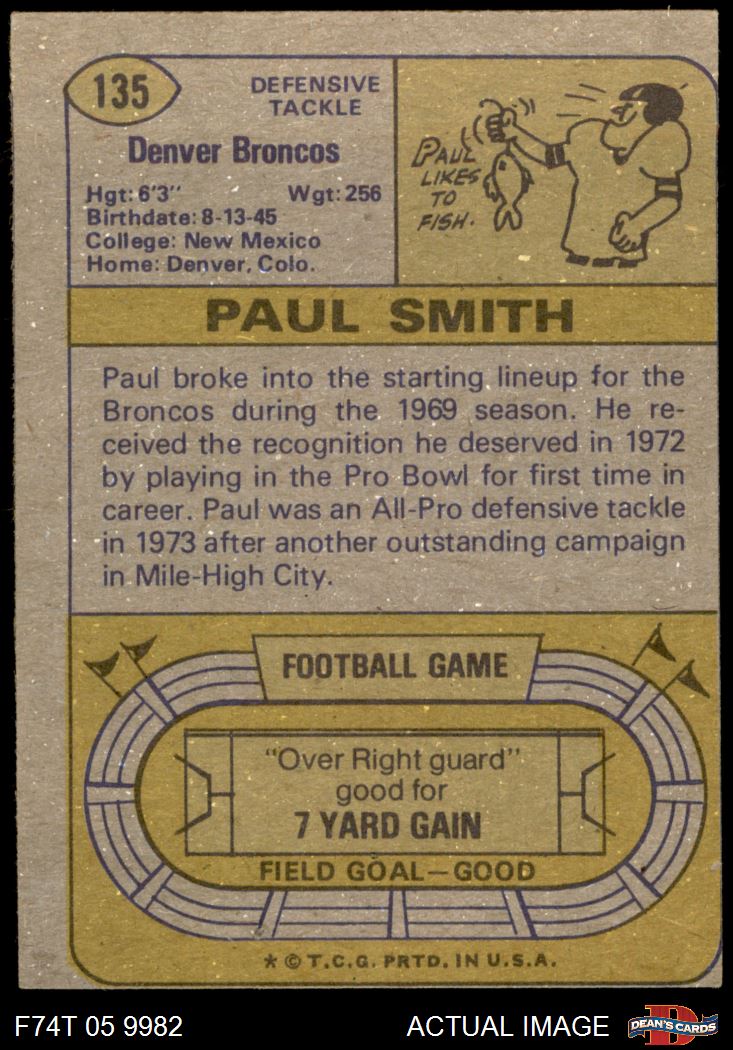 135
DEFENSIVE
TACKLE
Denver Broncos
Hgt: 6'3" Wgt: 256
Birthdate: 8-13-45
College: New Mexico
Home: Denver, Colo.
PAUL
LIKES
TO
FISH.
PAUL SMITH
Paul broke into the starting lineup for the
Broncos during the 1969 season. He re-
ceived the recognition he deserved in 1972
by playing in the Pro Bowl for first time in
career. Paul was an All-Pro defensive tackle
in 1973 after another outstanding campaign
in Mile-High City.
FOOTBALL GAME
"Over Right guard"
good for
7 YARD GAIN
FIELD GOAL—GOOD
* © T.C.G. PRTD. IN U.S.A.
F74T 05 9982 ACTUAL IMAGE D DEAN'S CARDS